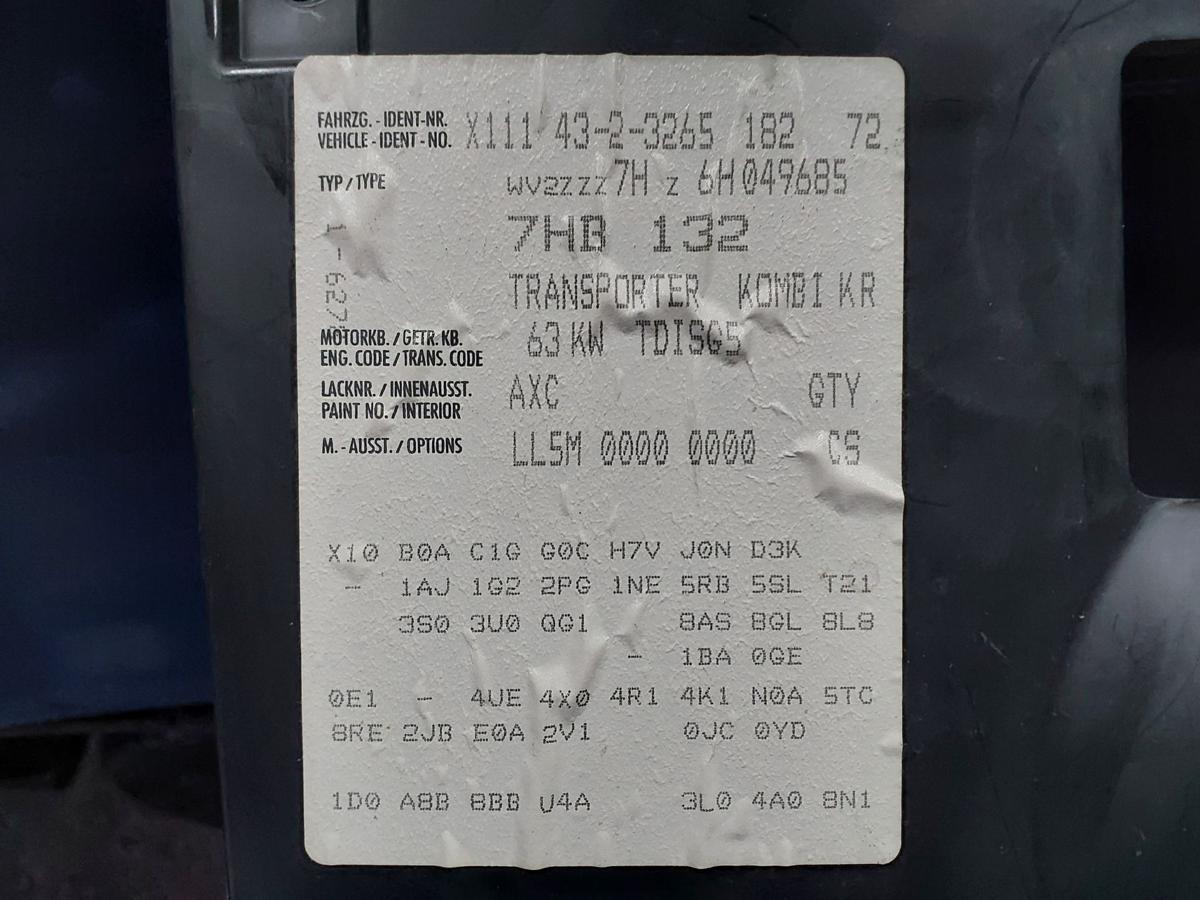 FAHRZG. - IDENT-NR.
VEHICLE - IDENT - NO. X111 43-2-3265 182 72
TYP / TYPE WV2ZZZ7H Z 6H049685
7HB 132
TRANSPORTER KOMBI KR
MOTORKB. / GETR. KB. 63 KW TDI5G5
ENG. CODE / TRANS. CODE
LACKNR. / INNENAUSST. AXC GTY
PAINT NO. / INTERIOR
M. - AUSST. / OPTIONS LL5M 0000 0000 CS
X10 B0A C1G G0C H7V J0N D3K
- 1AJ 1G2 2PG 1NE 5RB 5SL T21
3S0 3U0 QG1 8AS 8GL 8L8
- 1BA 0GE
0E1 - 4UE 4X0 4R1 4K1 N0A 5TC
8RE 2JB E0A 2V1 0JC 0YD
1D0 A8B 8BB U4A 3L0 4A0 8N1